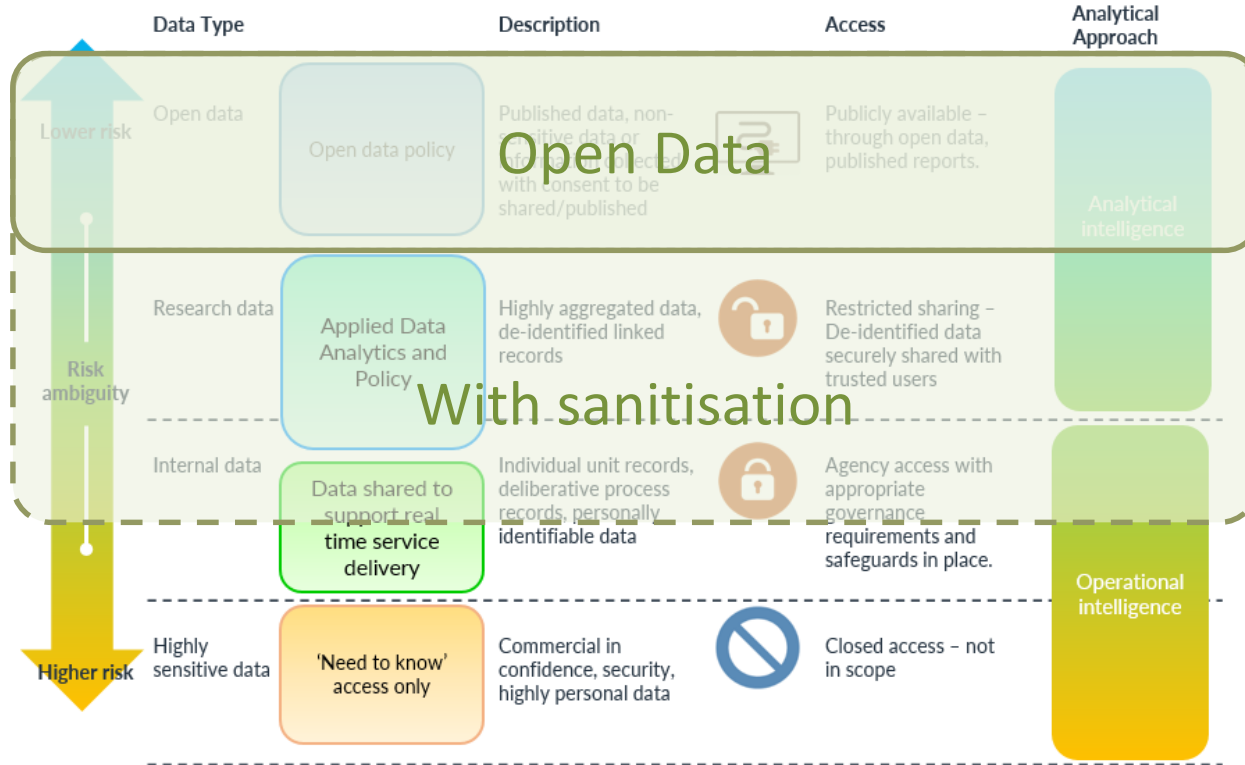 Data Type
Description
Access
Analytical
Approach
Lower risk
Open data
Open data policy
Published data, non-
sensitive data or
information collected
with consent to be
shared/published
Open Data
Publicly available –
through open data,
published reports.
Analytical
intelligence
Risk
ambiguity
Research data
Applied Data
Analytics and
Policy
Highly aggregated data,
de-identified linked
records
Restricted sharing –
De-identified data
securely shared with
trusted users
With sanitisation
Internal data
Data shared to
support real
time service
delivery
Individual unit records,
deliberative process
records, personally
identifiable data
Agency access with
appropriate
governance
requirements and
safeguards in place.
Operational
intelligence
Higher risk
Highly
sensitive data
‘Need to know’
access only
Commercial in
confidence, security,
highly personal data
Closed access – not
in scope